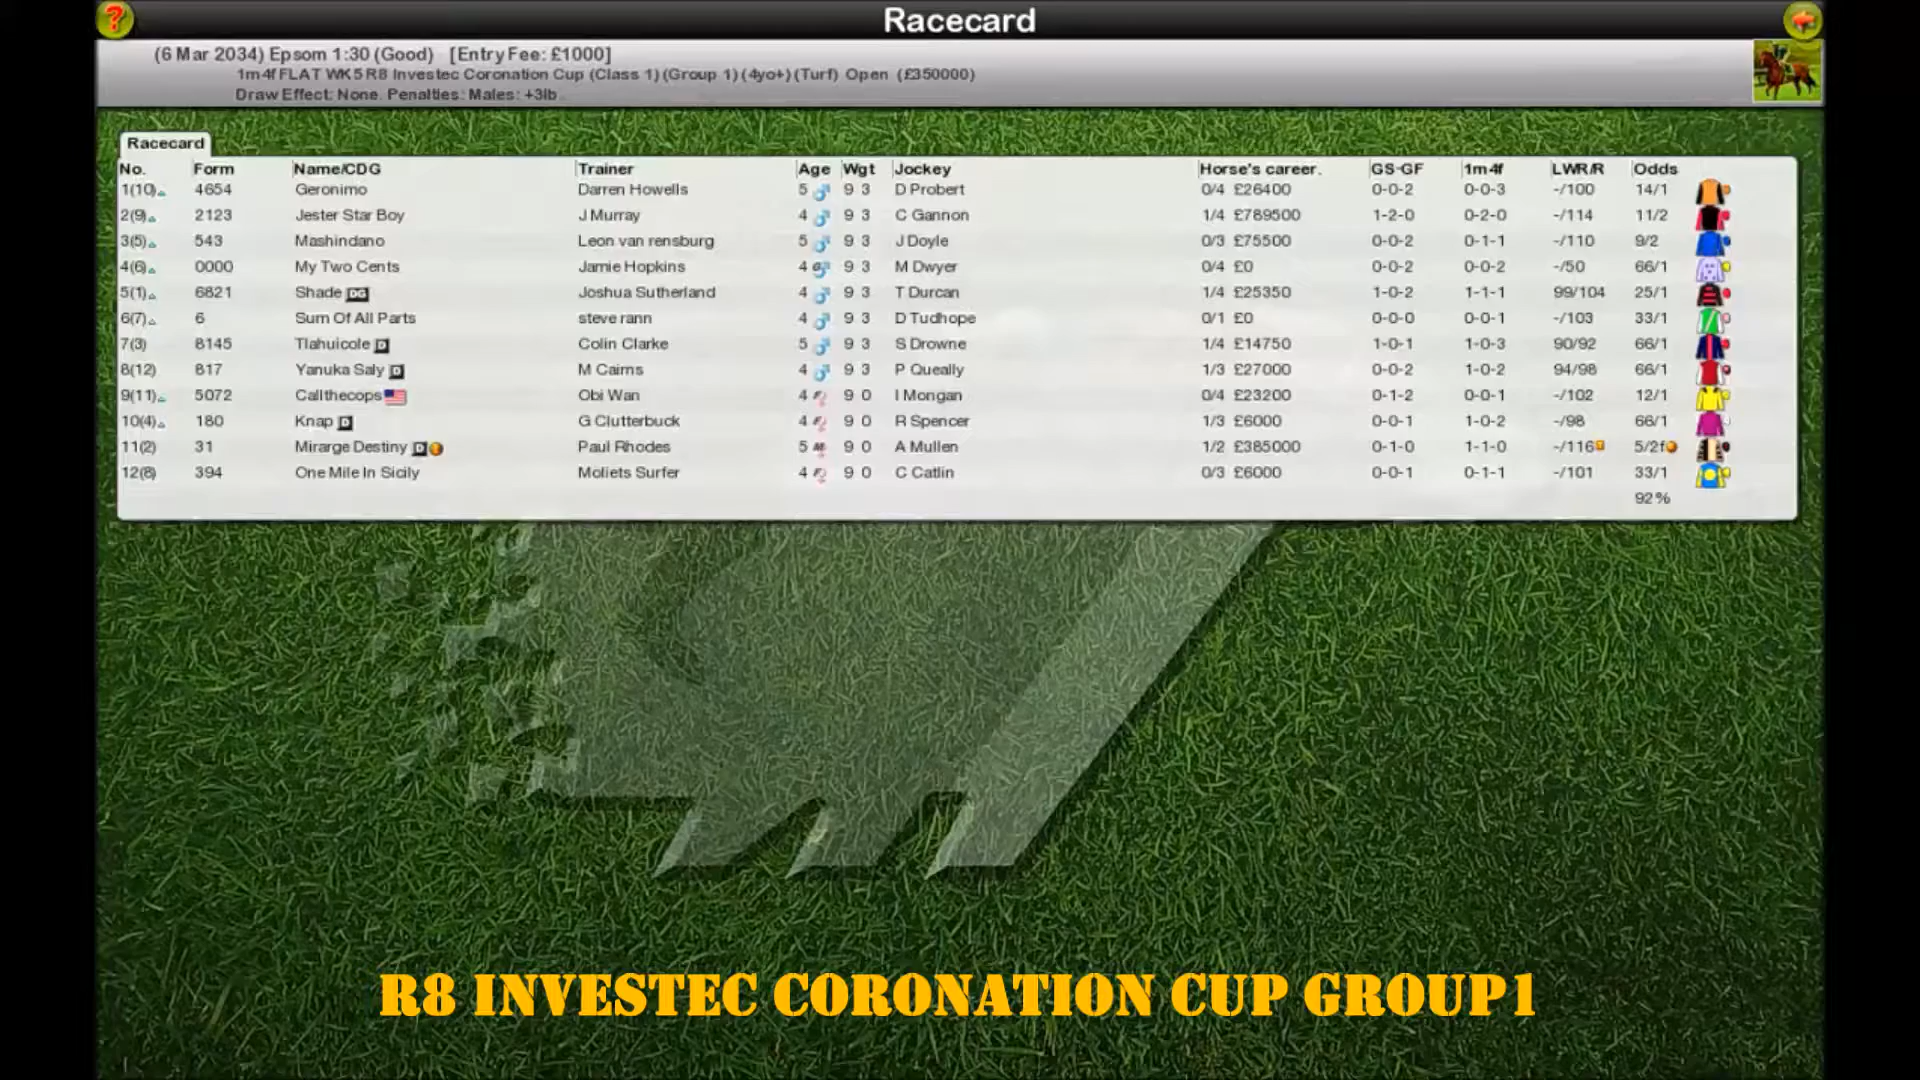 Racecard
(6 Mar 2034) Epsom 1:30 (Good) [Entry Fee: £1000]
1m4f FLAT WK5 R8 Investec Coronation Cup (Class 1) (Group 1) (4yo+) (Turf) Open (£350000)
Draw Effect: None. Penalties: Males: +3lb
Racecard
No. Form Name/CDG Trainer Age Wgt Jockey Horse's career. GS-GF 1m4f LWR/R Odds
1(10) 4654 Geronimo Darren Howells 5 9 3 D Probert 0/4 £26400 0-0-2 0-0-3 -/100 14/1
2(9) 2123 Jester Star Boy J Murray 4 9 3 C Gannon 1/4 £789500 1-2-0 0-2-0 -/114 11/2
3(5) 543 Mashindano Leon van rensburg 5 9 3 J Doyle 0/3 £75500 0-0-2 0-1-1 -/110 9/2
4(6) 0000 My Two Cents Jamie Hopkins 4 9 3 M Dwyer 0/4 £0 0-0-2 0-0-2 -/50 66/1
5(1) 6821 Shade DG Joshua Sutherland 4 9 3 T Durcan 1/4 £25350 1-0-2 1-1-1 99/104 25/1
6(7) 6 Sum Of All Parts steve rann 4 9 3 D Tudhope 0/1 £0 0-0-0 0-0-1 -/103 33/1
7(3) 8145 Tlahuicole D Colin Clarke 5 9 3 S Drowne 1/4 £14750 1-0-1 1-0-3 90/92 66/1
8(12) 817 Yanuka Saly D M Cairns 4 9 3 P Queally 1/3 £27000 0-0-2 1-0-2 94/98 66/1
9(11) 5072 Callthecops Obi Wan 4 9 0 I Mongan 0/4 £23200 0-1-2 0-0-1 -/102 12/1
10(4) 180 Knap D G Clutterbuck 4 9 0 R Spencer 1/3 £6000 0-0-1 1-0-2 -/98 66/1
11(2) 31 Mirarge Destiny D Paul Rhodes 5 9 0 A Mullen 1/2 £385000 0-1-0 1-1-0 -/116 5/2f
12(8) 394 One Mile In Sicily Moliets Surfer 4 9 0 C Catlin 0/3 £6000 0-0-1 0-1-1 -/101 33/1
92%
R8 INVESTEC CORONATION CUP GROUP1